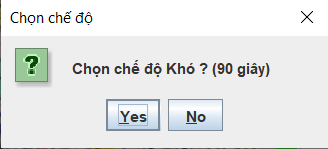 Chọn chế độ
Chọn chế độ Khó ? (90 giây)
Yes No